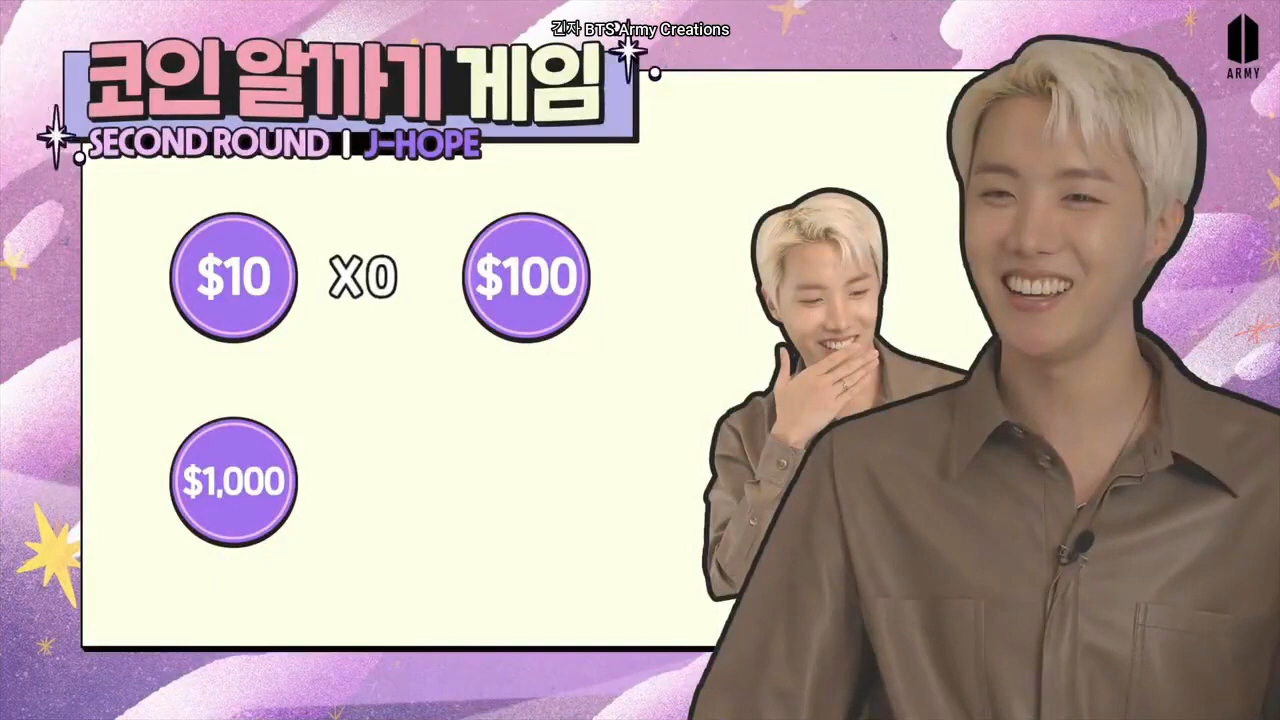 긴자 BTS Army Creations
ARMY
코인 알까기 게임
SECOND ROUND | J-HOPE
$10 X0 $100
$1,000